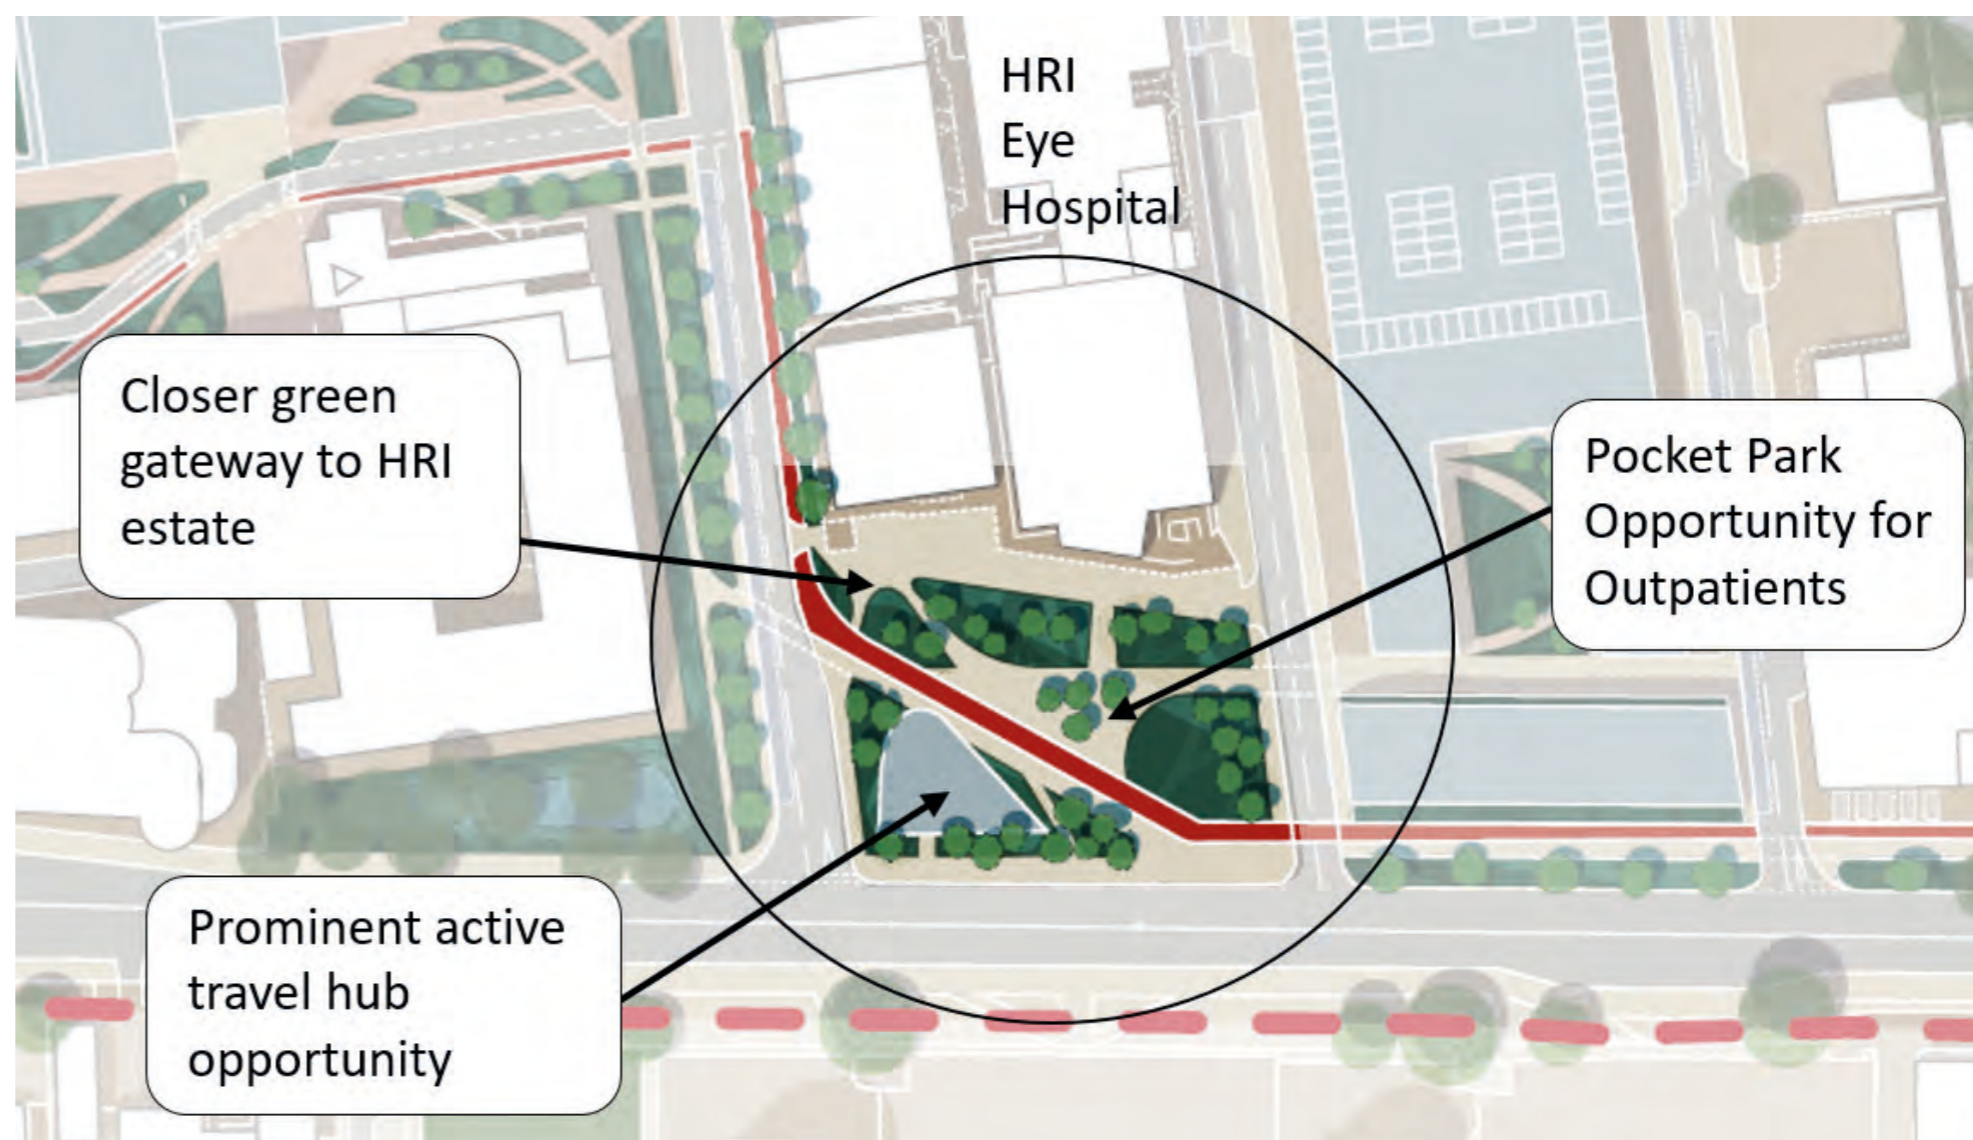 HRI
Eye
Hospital
Closer green
gateway to HRI
estate
Pocket Park
Opportunity for
Outpatients
Prominent active
travel hub
opportunity